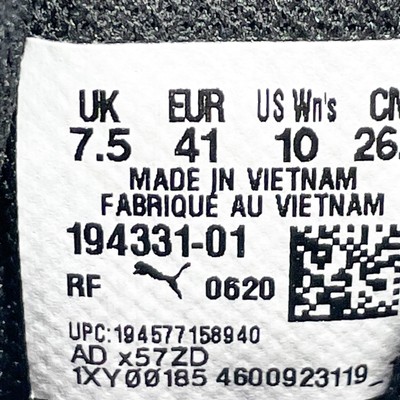 UK EUR US Wn's
7.5 41 10
MADE IN VIETNAM
FABRIQUÉ AU VIETNAM
194331-01
RF 0620
UPC:194577158940
AD x57ZD
1XY00185 4600923119_